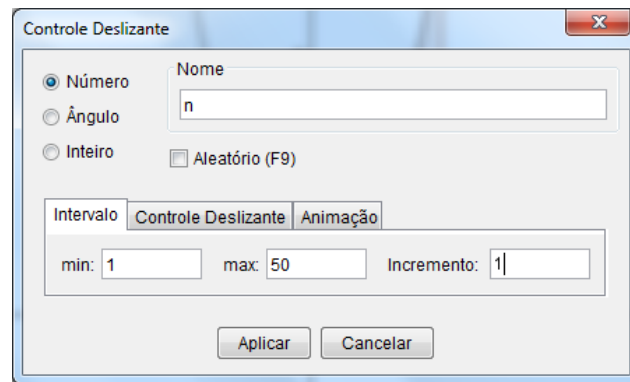 Controle Deslizante
Número
Ângulo
Inteiro
Nome
n
Aleatório (F9)
Intervalo Controle Deslizante Animação
min: 1 max: 50 Incremento: 1
Aplicar Cancelar